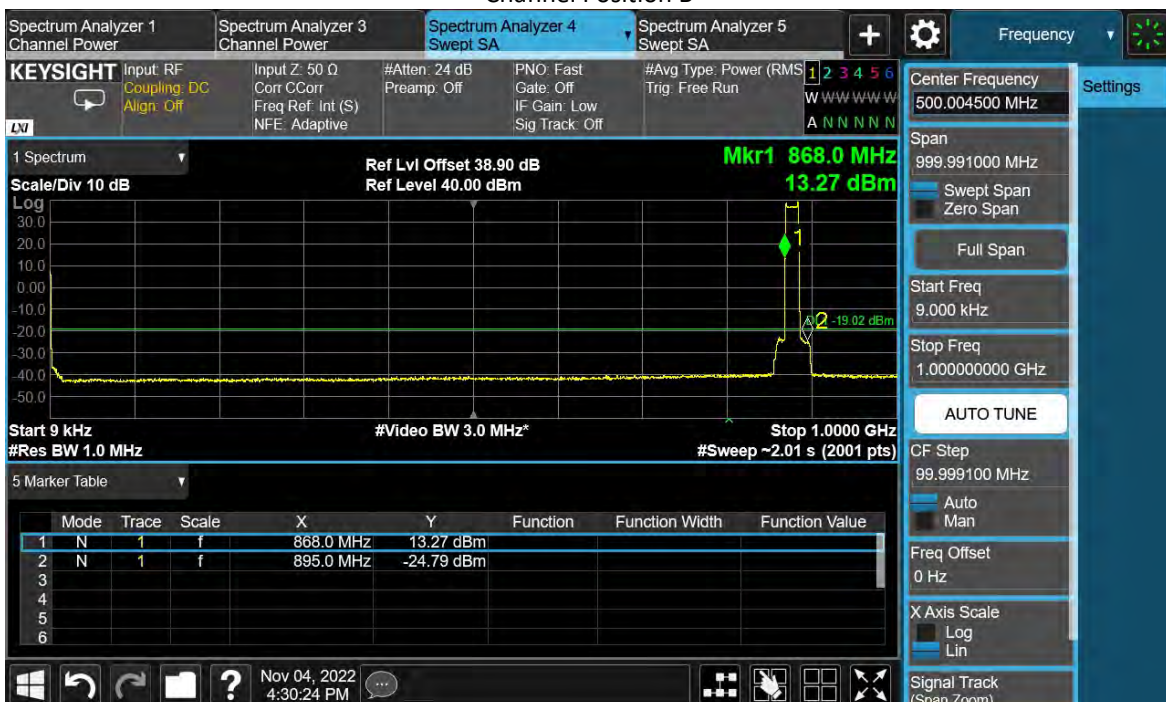 Channel Position B
Spectrum Analyzer 1
Channel Power
Spectrum Analyzer 3
Channel Power
Spectrum Analyzer 4
Swept SA
Spectrum Analyzer 5
Swept SA
+
Frequency
KEYSIGHT
LXI
Input: RF
Coupling: DC
Align: Off
Input Z: 50 Ω
Corr CCorr
Freq Ref: Int (S)
NFE: Adaptive
#Atten: 24 dB
Preamp: Off
PNO: Fast
Gate: Off
IF Gain: Low
Sig Track: Off
#Avg Type: Power (RMS
Trig: Free Run
1 2 3 4 5 6
W W W W W W
A N N N N N
1 Spectrum
Scale/Div 10 dB
Ref Lvl Offset 38.90 dB
Ref Level 40.00 dBm
Mkr1 868.0 MHz
13.27 dBm
Log
30.0
20.0
10.0
0.00
-10.0
-20.0
-30.0
-40.0
-50.0
1
2
-19.02 dBm
Start 9 kHz
#Res BW 1.0 MHz
#Video BW 3.0 MHz*
Stop 1.0000 GHz
#Sweep ~2.01 s (2001 pts)
5 Marker Table
Mode Trace Scale X Y Function Function Width Function Value
1 N 1 f 868.0 MHz 13.27 dBm
2 N 1 f 895.0 MHz -24.79 dBm
3
4
5
6
?
Nov 04, 2022
4:30:24 PM
Center Frequency
500.004500 MHz
Settings
Span
999.991000 MHz
Swept Span
Zero Span
Full Span
Start Freq
9.000 kHz
Stop Freq
1.000000000 GHz
AUTO TUNE
CF Step
99.999100 MHz
Auto
Man
Freq Offset
0 Hz
X Axis Scale
Log
Lin
Signal Track
(Span Zoom)